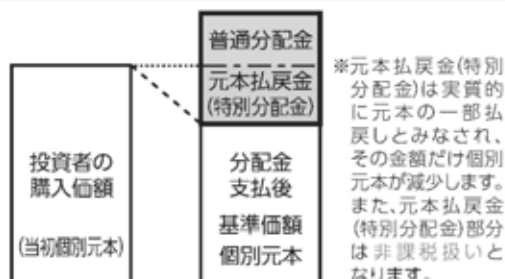 普通分配金
元本払戻金
(特別分配金)
投資者の
購入価額
(当初個別元本)
分配金
支払後
基準価額
個別元本
※元本払戻金(特別
分配金)は実質的
に元本の一部払
戻しとみなされ、
その金額だけ個別
元本が減少します。
また、元本払戻金
(特別分配金)部分
は非課税扱いと
なります。